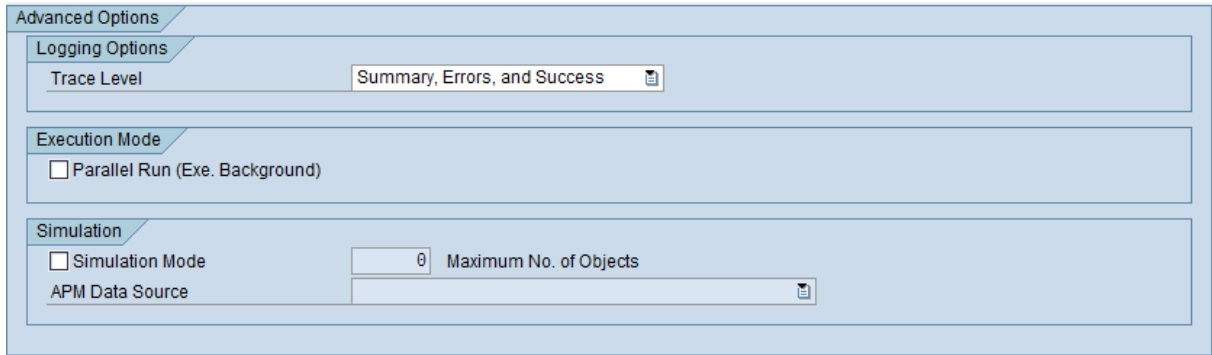 Advanced Options
Logging Options
Trace Level Summary, Errors, and Success
Execution Mode
Parallel Run (Exe. Background)
Simulation
Simulation Mode 0 Maximum No. of Objects
APM Data Source